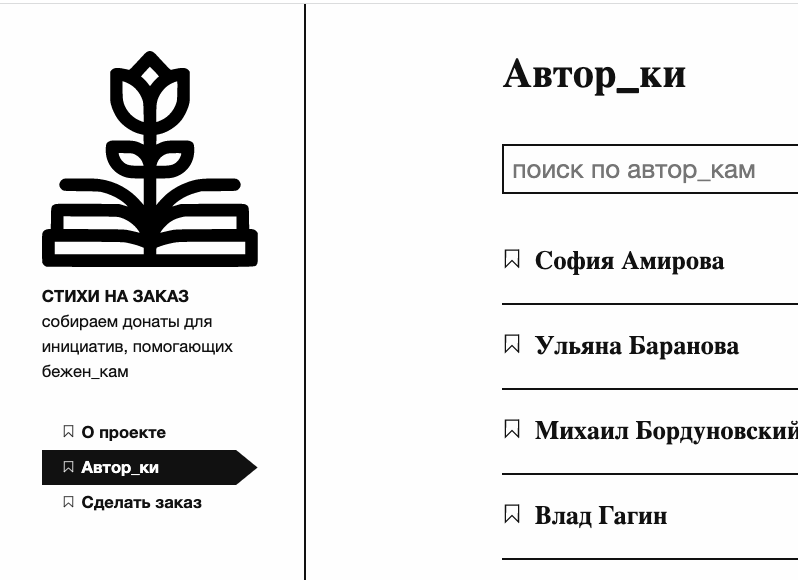 СТИХИ НА ЗАКАЗ
собираем донаты для
инициатив, помогающих
бежен_кам
О проекте
Автор_ки
Сделать заказ
Автор_ки
поиск по автор_кам
София Амирова
Ульяна Баранова
Михаил Бордуновский
Влад Гагин